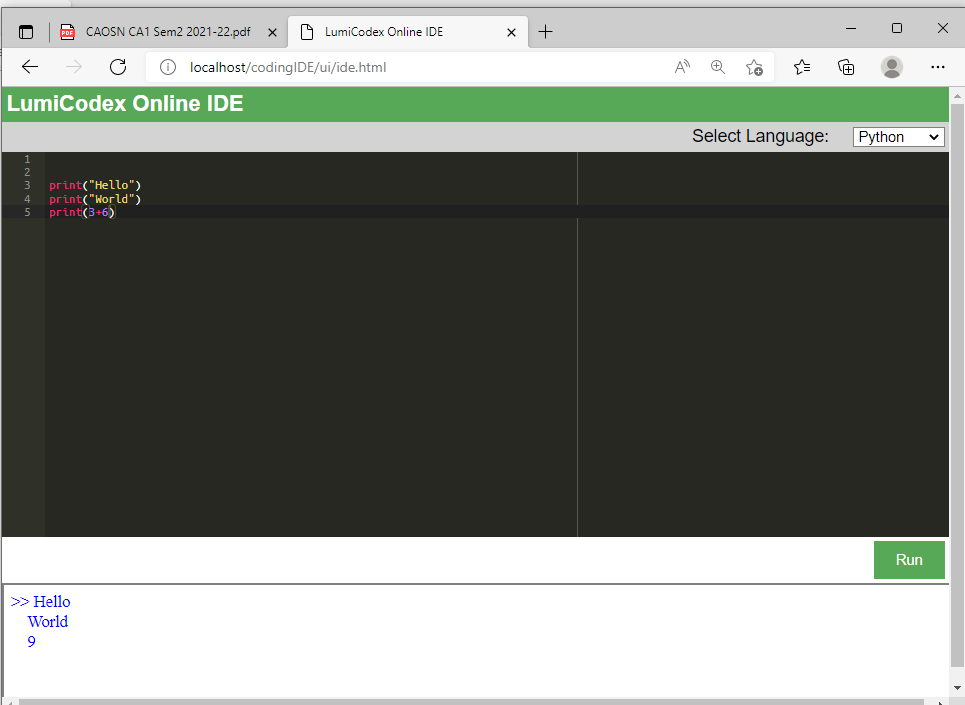 CAOSN CA1 Sem2 2021-22.pdf
LumiCodex Online IDE
localhost/codingIDE/ui/ide.html
LumiCodex Online IDE
Select Language: Python
1
2
3 print("Hello")
4 print("World")
5 print(3+6)
Run
>> Hello
World
9